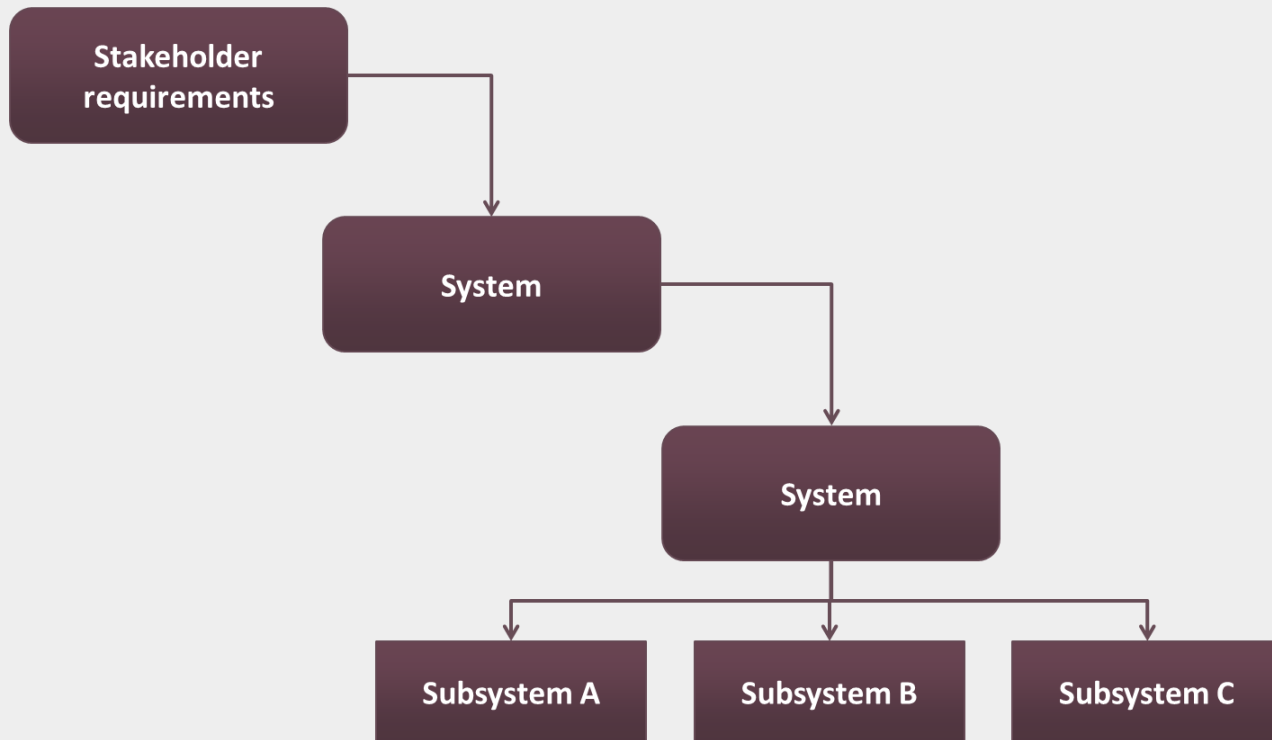 Stakeholder
requirements
System
System
Subsystem A
Subsystem B
Subsystem C